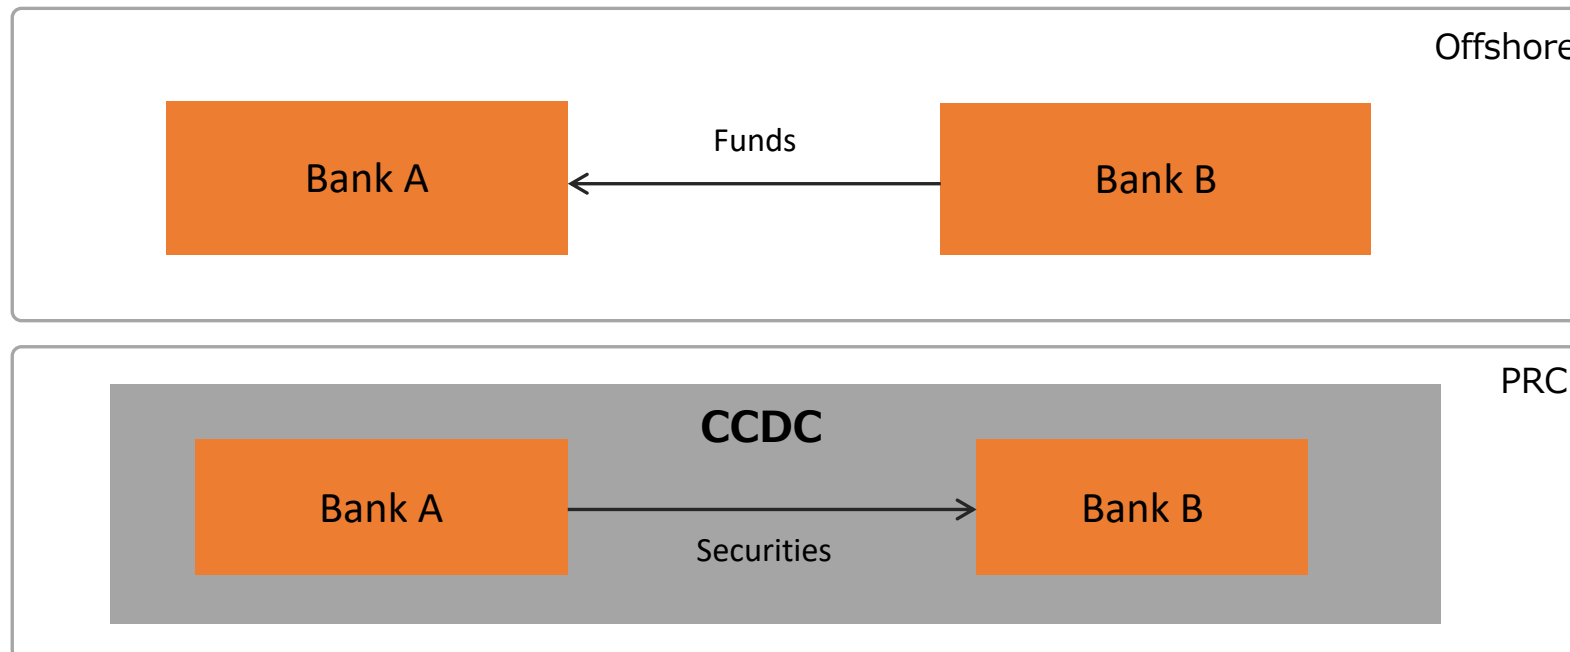 Offshore
Funds
Bank A
Bank B
PRC
CCDC
Bank A
Bank B
Securities